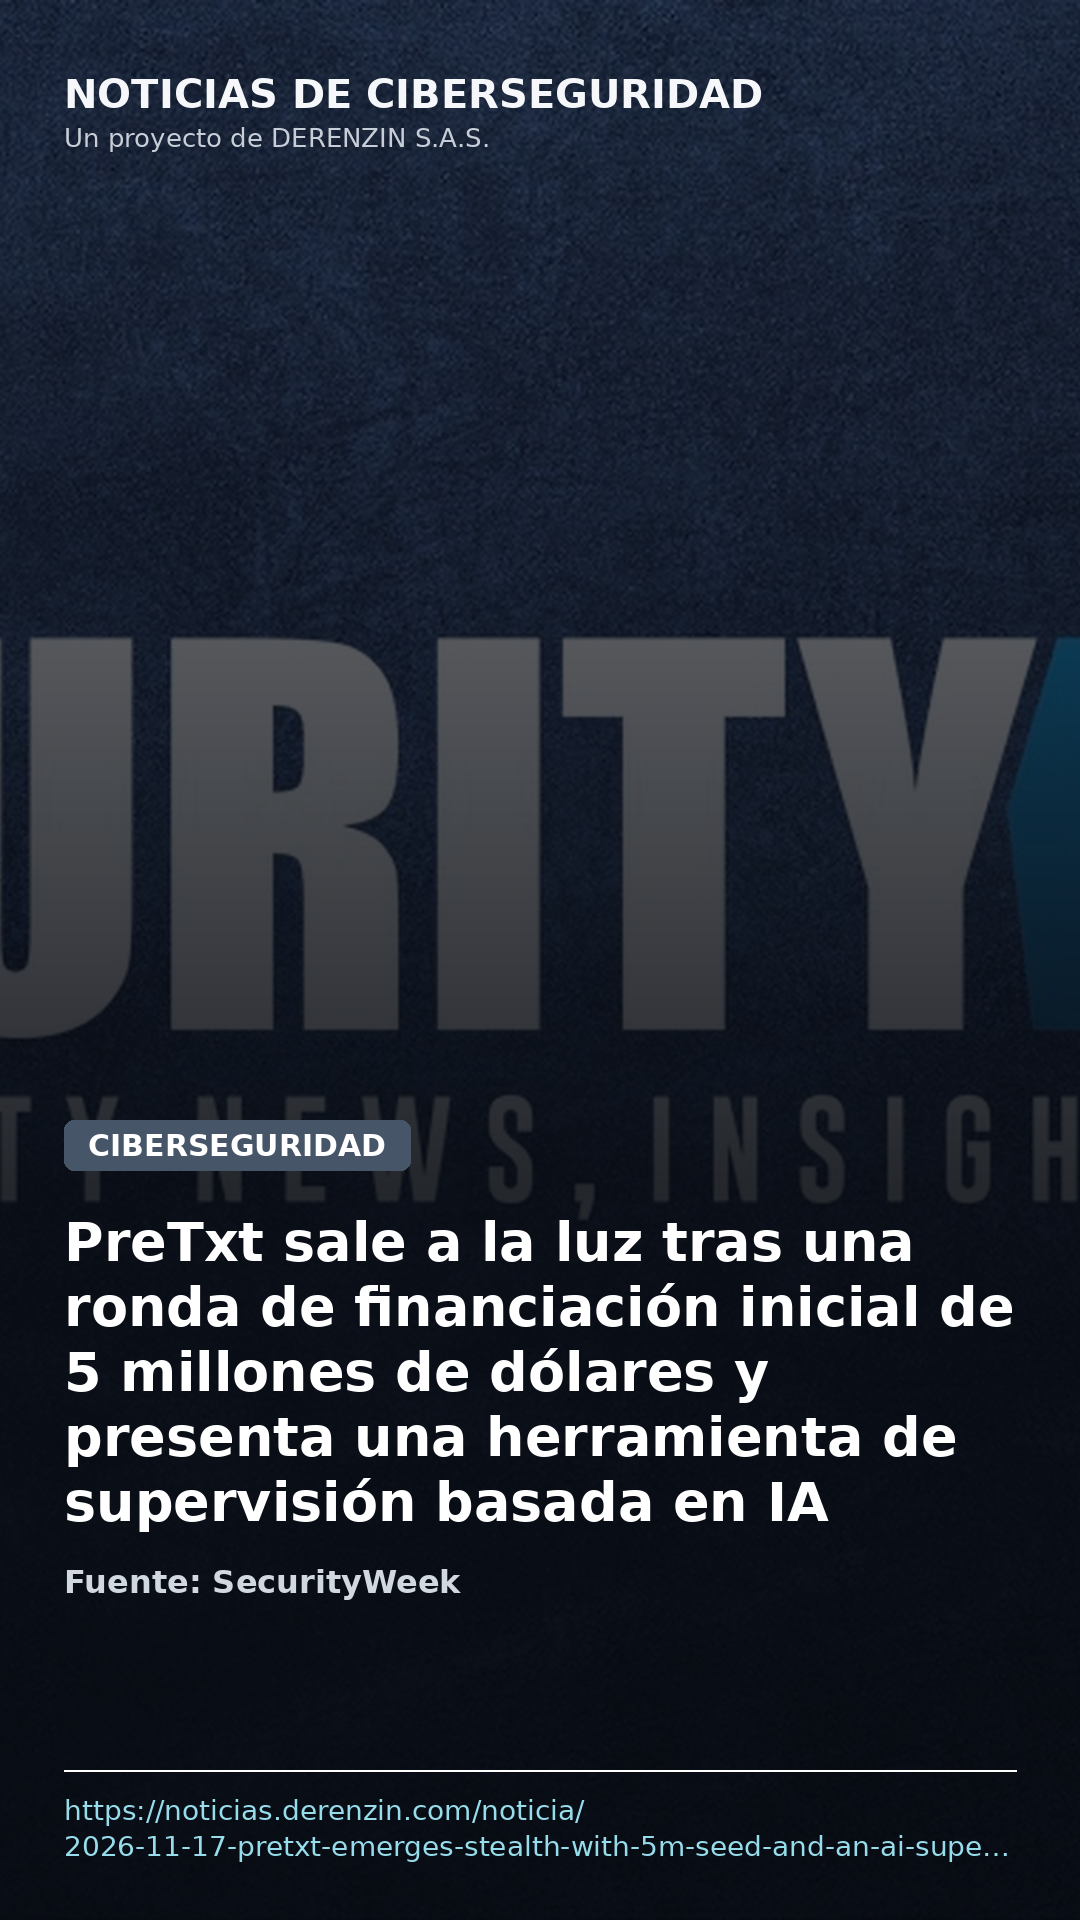 NOTICIAS DE CIBERSEGURIDAD
Un proyecto de DERENZIN S.A.S.
URITY
TY NEWS, INSIGH
CIBERSEGURIDAD
PreTxt sale a la luz tras una
ronda de financiación inicial de
5 millones de dólares y
presenta una herramienta de
supervisión basada en IA
Fuente: SecurityWeek
https://noticias.derenzin.com/noticia/
2026-11-17-pretxt-emerges-stealth-with-5m-seed-and-an-ai-supe...